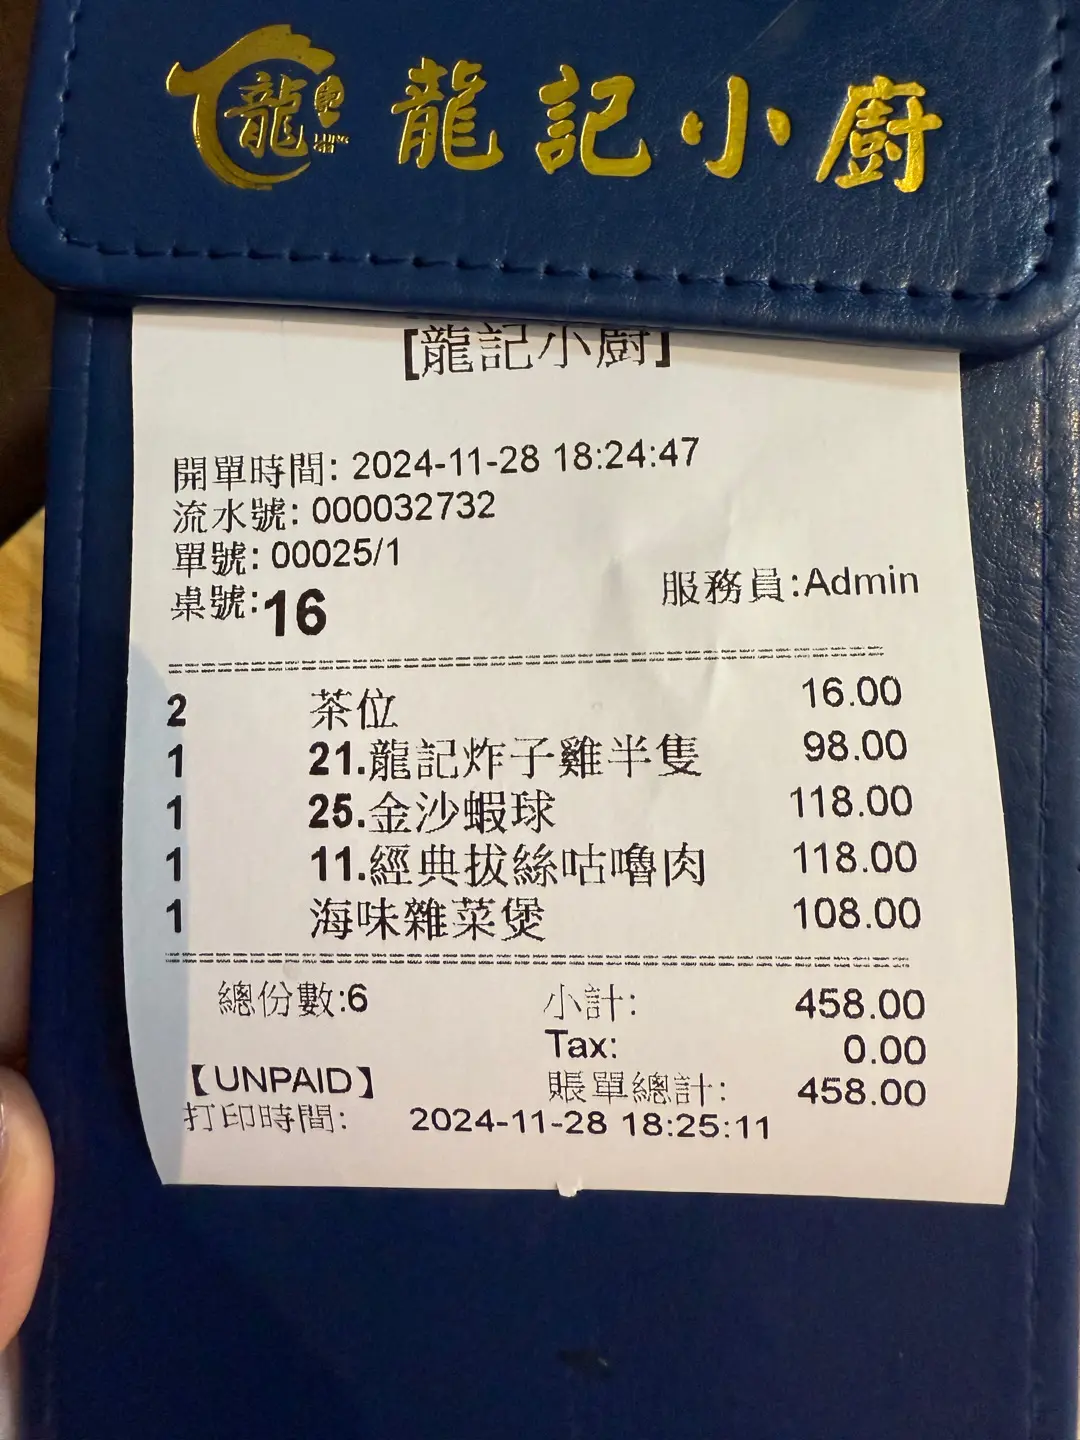 龍 龍記小廚
[龍記小廚]
開單時間: 2024-11-28 18:24:47
流水號: 000032732
單號: 00025/1
桌號:16 服務員:Admin
2 茶位 16.00
1 21.龍記炸子雞半隻 98.00
1 25.金沙蝦球 118.00
1 11.經典拔絲咕嚕肉 118.00
1 海味雜菜煲 108.00
總份數:6 小計: 458.00
Tax: 0.00
【UNPAID】 賬單總計: 458.00
打印時間: 2024-11-28 18:25:11